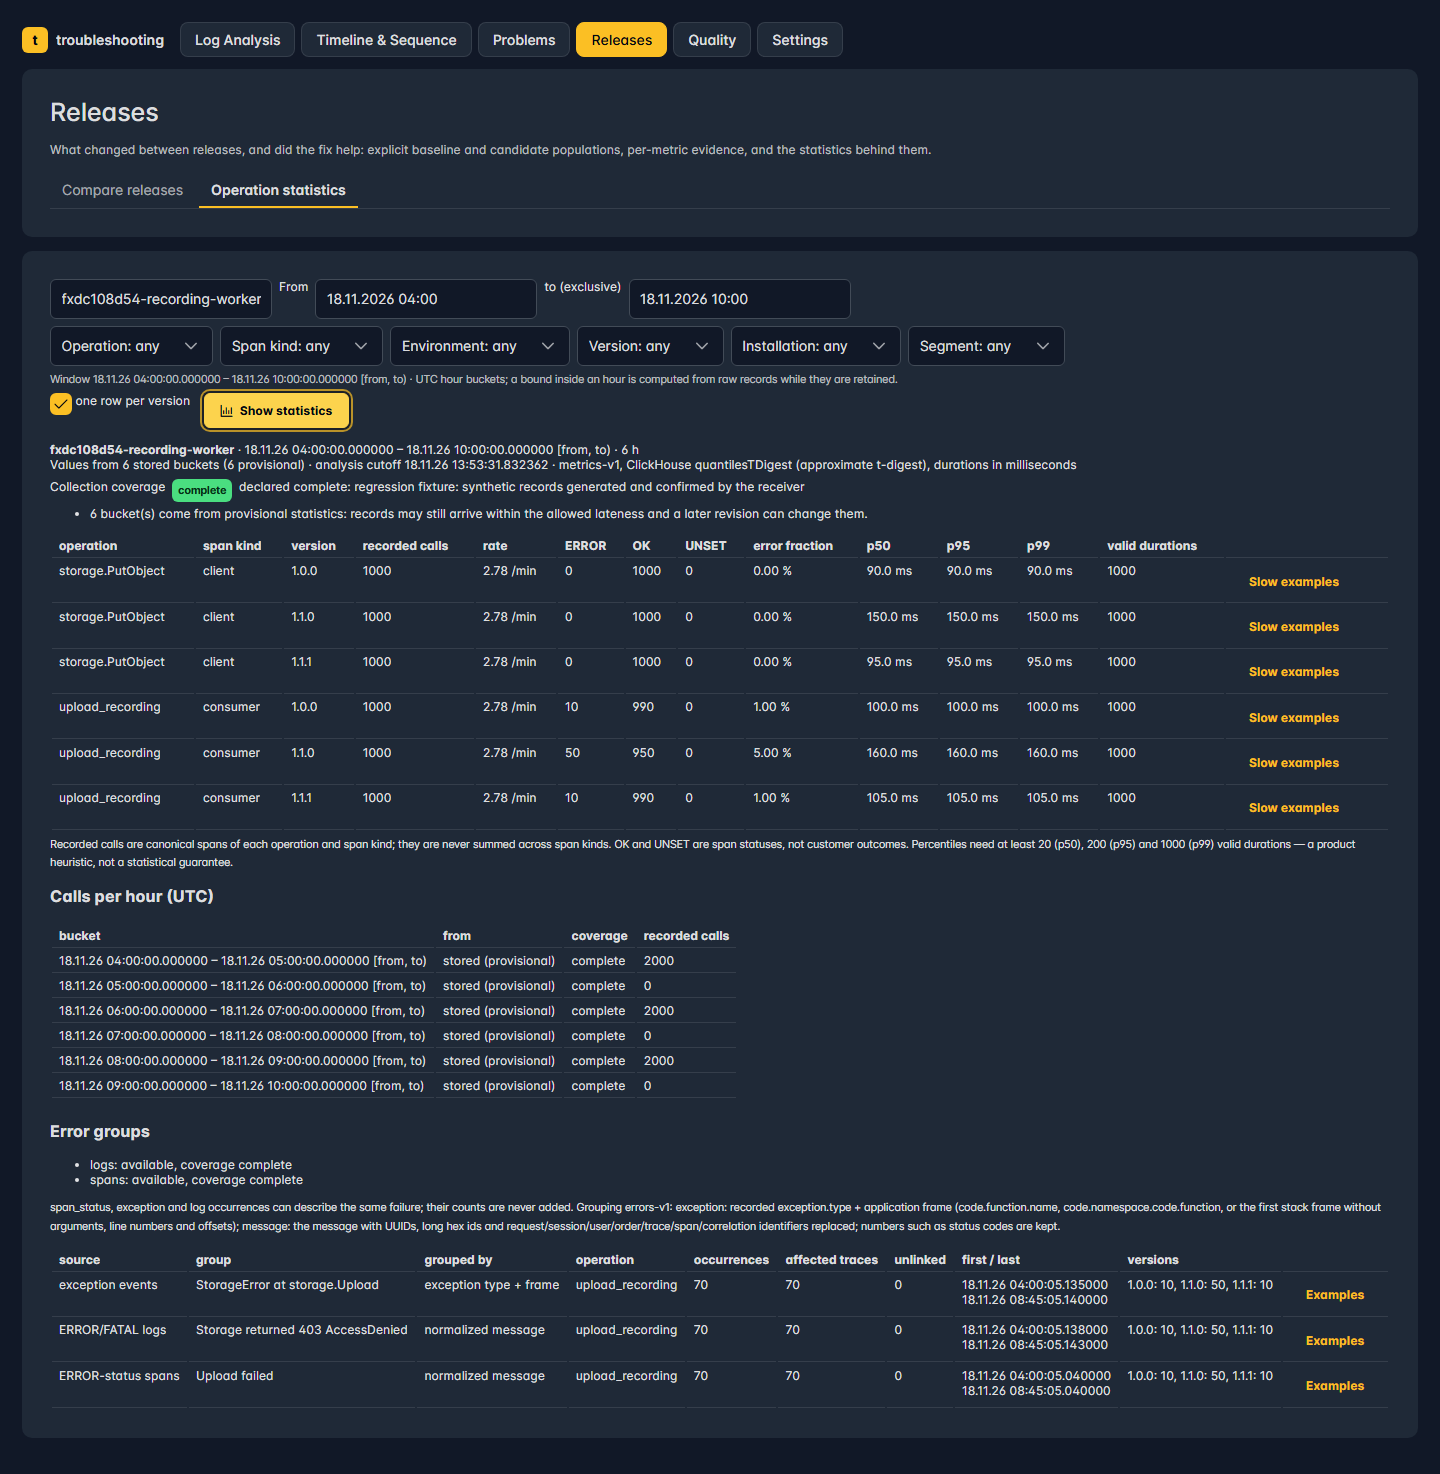 t troubleshooting Log Analysis Timeline & Sequence Problems Releases Quality Settings
Releases
What changed between releases, and did the fix help: explicit baseline and candidate populations, per-metric evidence, and the statistics behind them.
Compare releases Operation statistics
fxdc108d54-recording-worker From 18.11.2026 04:00 to (exclusive) 18.11.2026 10:00
Operation: any Span kind: any Environment: any Version: any Installation: any Segment: any
Window 18.11.26 04:00:00.000000 – 18.11.26 10:00:00.000000 [from, to) · UTC hour buckets; a bound inside an hour is computed from raw records while they are retained.
one row per version Show statistics
fxdc108d54-recording-worker · 18.11.26 04:00:00.000000 – 18.11.26 10:00:00.000000 [from, to) · 6 h
Values from 6 stored buckets (6 provisional) · analysis cutoff 18.11.26 13:53:31.832362 · metrics-v1, ClickHouse quantilesTDigest (approximate t-digest), durations in milliseconds
Collection coverage complete declared complete: regression fixture: synthetic records generated and confirmed by the receiver
• 6 bucket(s) come from provisional statistics: records may still arrive within the allowed lateness and a later revision can change them.
operation span kind version recorded calls rate ERROR OK UNSET error fraction p50 p95 p99 valid durations
storage.PutObject client 1.0.0 1000 2.78 /min 0 1000 0 0.00 % 90.0 ms 90.0 ms 90.0 ms 1000 Slow examples
storage.PutObject client 1.1.0 1000 2.78 /min 0 1000 0 0.00 % 150.0 ms 150.0 ms 150.0 ms 1000 Slow examples
storage.PutObject client 1.1.1 1000 2.78 /min 0 1000 0 0.00 % 95.0 ms 95.0 ms 95.0 ms 1000 Slow examples
upload_recording consumer 1.0.0 1000 2.78 /min 10 990 0 1.00 % 100.0 ms 100.0 ms 100.0 ms 1000 Slow examples
upload_recording consumer 1.1.0 1000 2.78 /min 50 950 0 5.00 % 160.0 ms 160.0 ms 160.0 ms 1000 Slow examples
upload_recording consumer 1.1.1 1000 2.78 /min 10 990 0 1.00 % 105.0 ms 105.0 ms 105.0 ms 1000 Slow examples
Recorded calls are canonical spans of each operation and span kind; they are never summed across span kinds. OK and UNSET are span statuses, not customer outcomes. Percentiles need at least 20 (p50), 200 (p95) and 1000 (p99) valid durations — a product
heuristic, not a statistical guarantee.
Calls per hour (UTC)
bucket from coverage recorded calls
18.11.26 04:00:00.000000 – 18.11.26 05:00:00.000000 [from, to) stored (provisional) complete 2000
18.11.26 05:00:00.000000 – 18.11.26 06:00:00.000000 [from, to) stored (provisional) complete 0
18.11.26 06:00:00.000000 – 18.11.26 07:00:00.000000 [from, to) stored (provisional) complete 2000
18.11.26 07:00:00.000000 – 18.11.26 08:00:00.000000 [from, to) stored (provisional) complete 0
18.11.26 08:00:00.000000 – 18.11.26 09:00:00.000000 [from, to) stored (provisional) complete 2000
18.11.26 09:00:00.000000 – 18.11.26 10:00:00.000000 [from, to) stored (provisional) complete 0
Error groups
• logs: available, coverage complete
• spans: available, coverage complete
span_status, exception and log occurrences can describe the same failure; their counts are never added. Grouping errors-v1: exception: recorded exception.type + application frame (code.function.name, code.namespace.code.function, or the first stack frame without
arguments, line numbers and offsets); message: the message with UUIDs, long hex ids and request/session/user/order/trace/span/correlation identifiers replaced; numbers such as status codes are kept.
source group grouped by operation occurrences affected traces unlinked first / last versions
exception events StorageError at storage.Upload exception type + frame upload_recording 70 70 0 18.11.26 04:00:05.135000 1.0.0: 10, 1.1.0: 50, 1.1.1: 10 Examples
18.11.26 08:45:05.140000
ERROR/FATAL logs Storage returned 403 AccessDenied normalized message upload_recording 70 70 0 18.11.26 04:00:05.138000 1.0.0: 10, 1.1.0: 50, 1.1.1: 10 Examples
18.11.26 08:45:05.143000
ERROR-status spans Upload failed normalized message upload_recording 70 70 0 18.11.26 04:00:05.040000 1.0.0: 10, 1.1.0: 50, 1.1.1: 10 Examples
18.11.26 08:45:05.040000